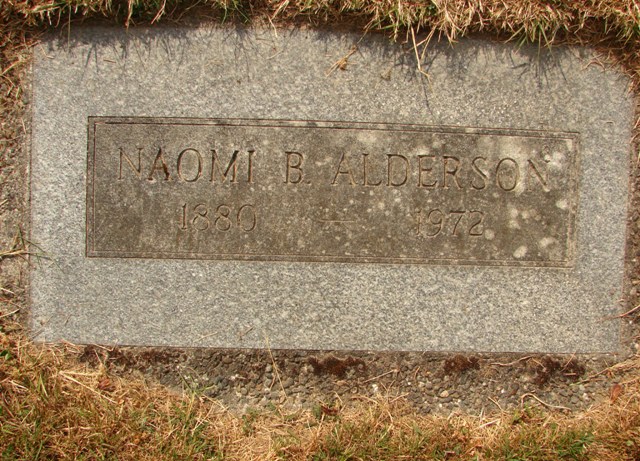 NAOMI B. ALDERSON
1880 — 1972